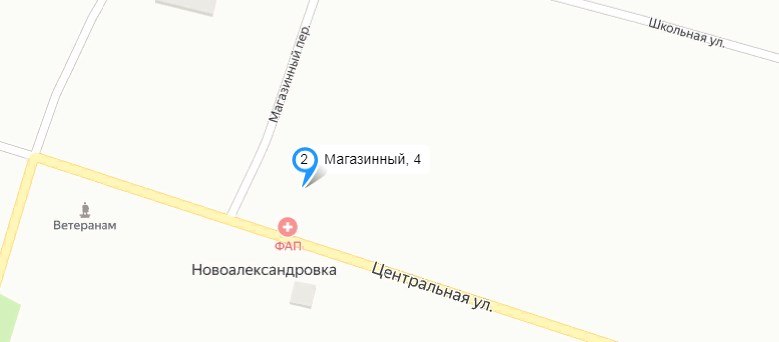 Школьная ул.
Магазинный пер.
2
Магазинный, 4
Ветеранам
ФАП
Новоалександровка
Центральная ул.